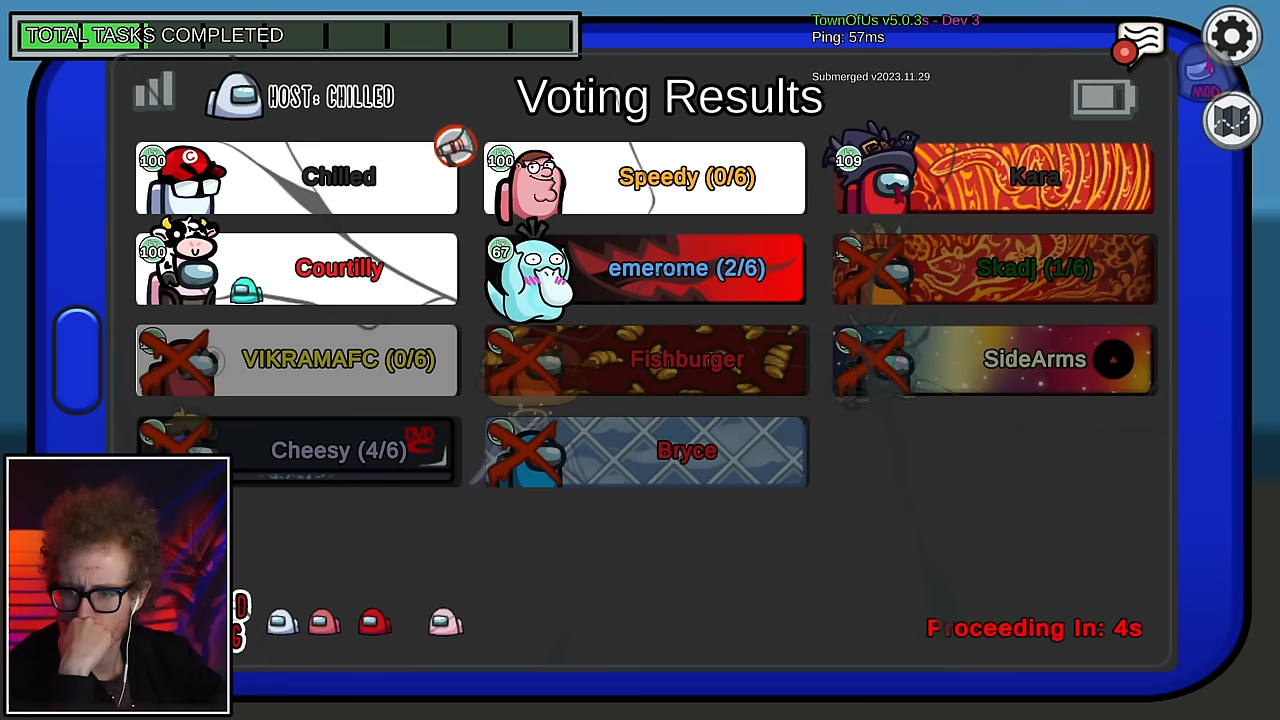 TOTAL TASKS COMPLETED
TownOfUs v5.0.3s - Dev 3
Ping: 57ms
Submerged v2023.11.29
HOST: CHILLED
Voting Results
MOD
100
Chilled
C
100
Speedy (0/6)
109
Kara
100
Courtilly
67
emerome (2/6)
Skadj (1/6)
VIKRAMAFC (0/6)
Fishburger
SideArms
Cheesy (4/6)
DVD
Bryce
Proceeding In: 4s